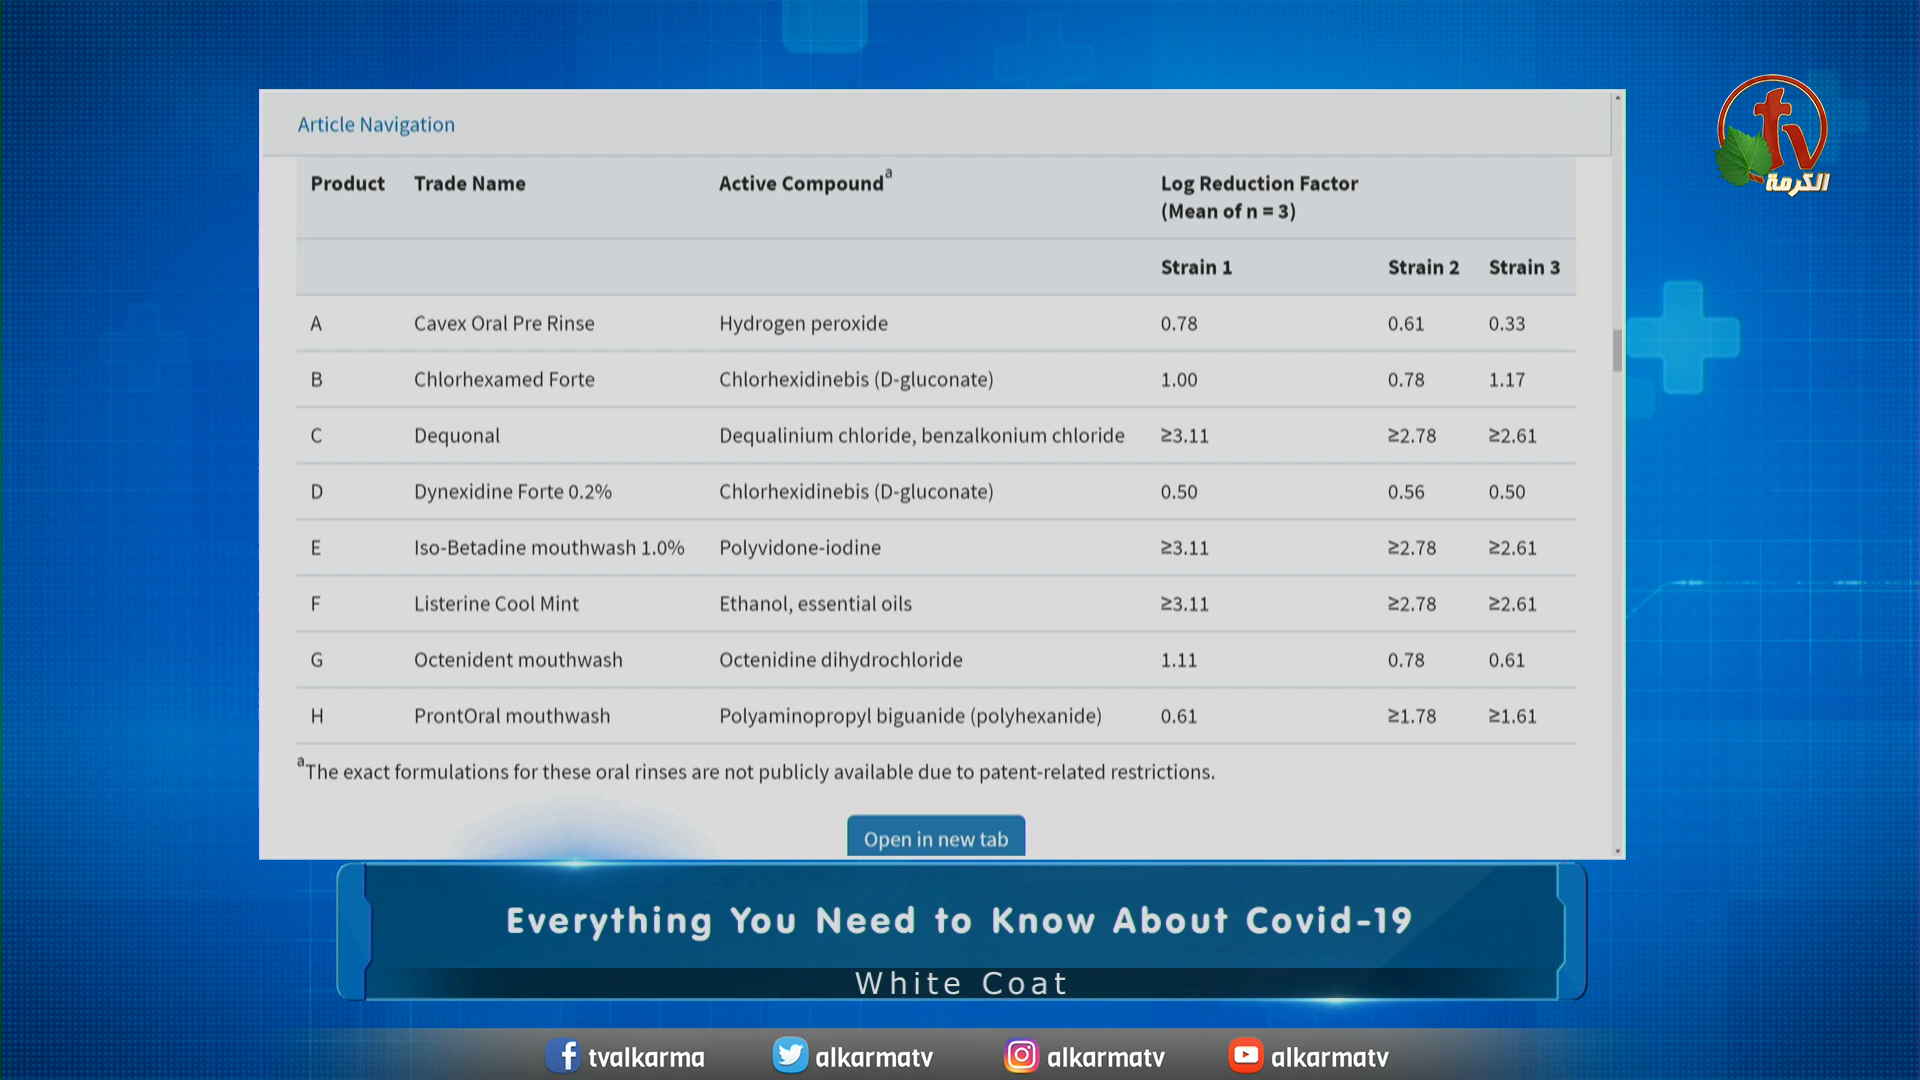 Article Navigation
tv
الكرمة
Product Trade Name Active Compoundᵃ Log Reduction Factor
(Mean of n = 3)
Strain 1 Strain 2 Strain 3
A Cavex Oral Pre Rinse Hydrogen peroxide 0.78 0.61 0.33
B Chlorhexamed Forte Chlorhexidinebis (D-gluconate) 1.00 0.78 1.17
C Dequonal Dequalinium chloride, benzalkonium chloride ≥3.11 ≥2.78 ≥2.61
D Dynexidine Forte 0.2% Chlorhexidinebis (D-gluconate) 0.50 0.56 0.50
E Iso-Betadine mouthwash 1.0% Polyvidone-iodine ≥3.11 ≥2.78 ≥2.61
F Listerine Cool Mint Ethanol, essential oils ≥3.11 ≥2.78 ≥2.61
G Octenident mouthwash Octenidine dihydrochloride 1.11 0.78 0.61
H ProntOral mouthwash Polyaminopropyl biguanide (polyhexanide) 0.61 ≥1.78 ≥1.61
ᵃThe exact formulations for these oral rinses are not publicly available due to patent-related restrictions.
Open in new tab
Everything You Need to Know About Covid-19
White Coat
tvalkarma alkarmatv alkarmatv alkarmatv